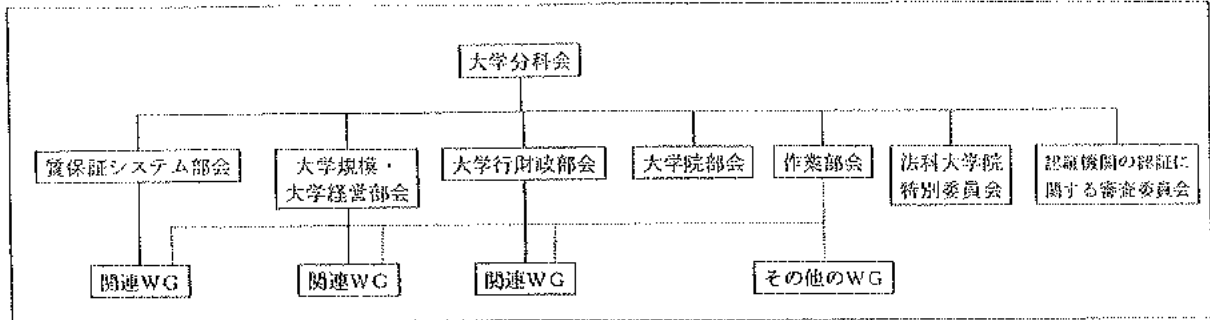 大学分科会
質保証システム部会
大学規模・
大学経営部会
大学行財政部会
大学院部会
作業部会
法科大学院
特別委員会
認証機関の認証に
関する審査委員会
関連WG
関連WG
関連WG
その他のWG